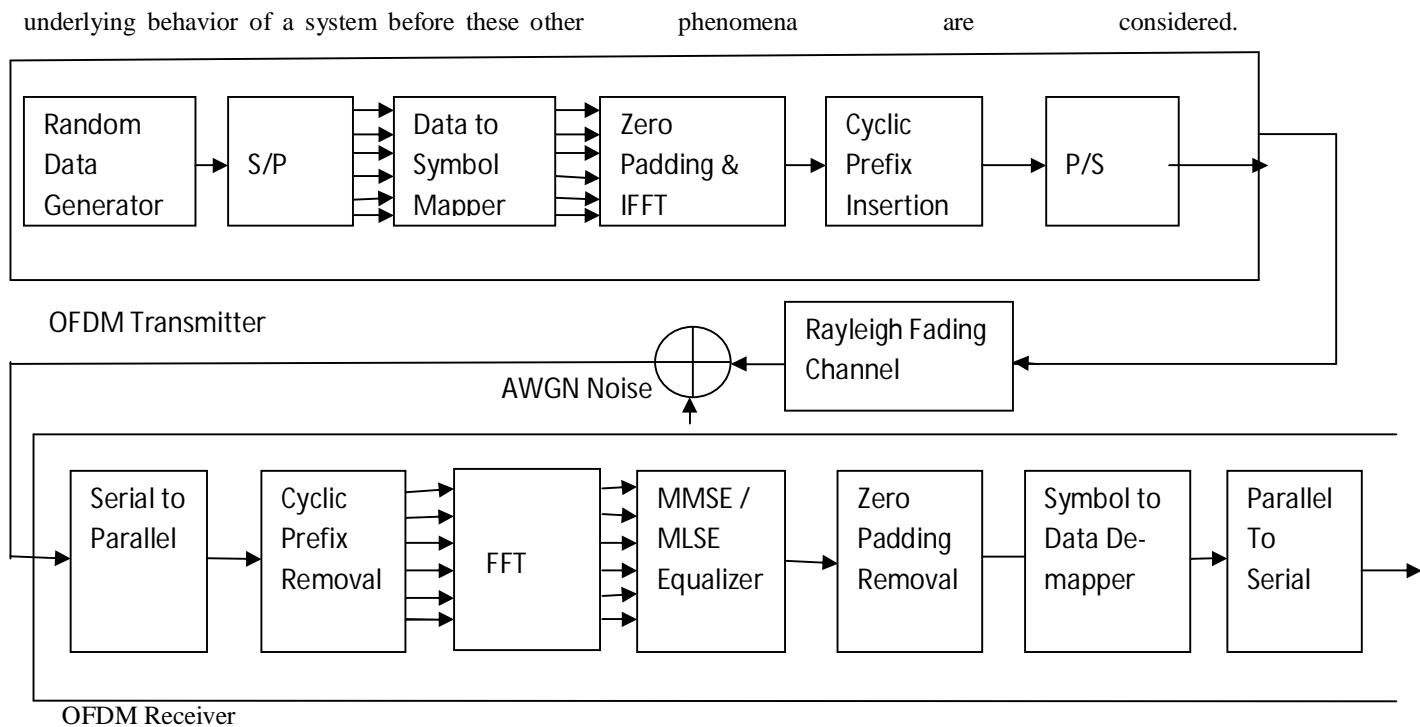 underlying behavior of a system before these other phenomena are considered.
Random
Data
Generator
S/P
Data to
Symbol
Mapper
Zero
Padding &
IFFT
Cyclic
Prefix
Insertion
P/S
OFDM Transmitter
Rayleigh Fading
Channel
AWGN Noise
Serial to
Parallel
Cyclic
Prefix
Removal
FFT
MMSE /
MLSE
Equalizer
Zero
Padding
Removal
Symbol to
Data De-
mapper
Parallel
To
Serial
OFDM Receiver